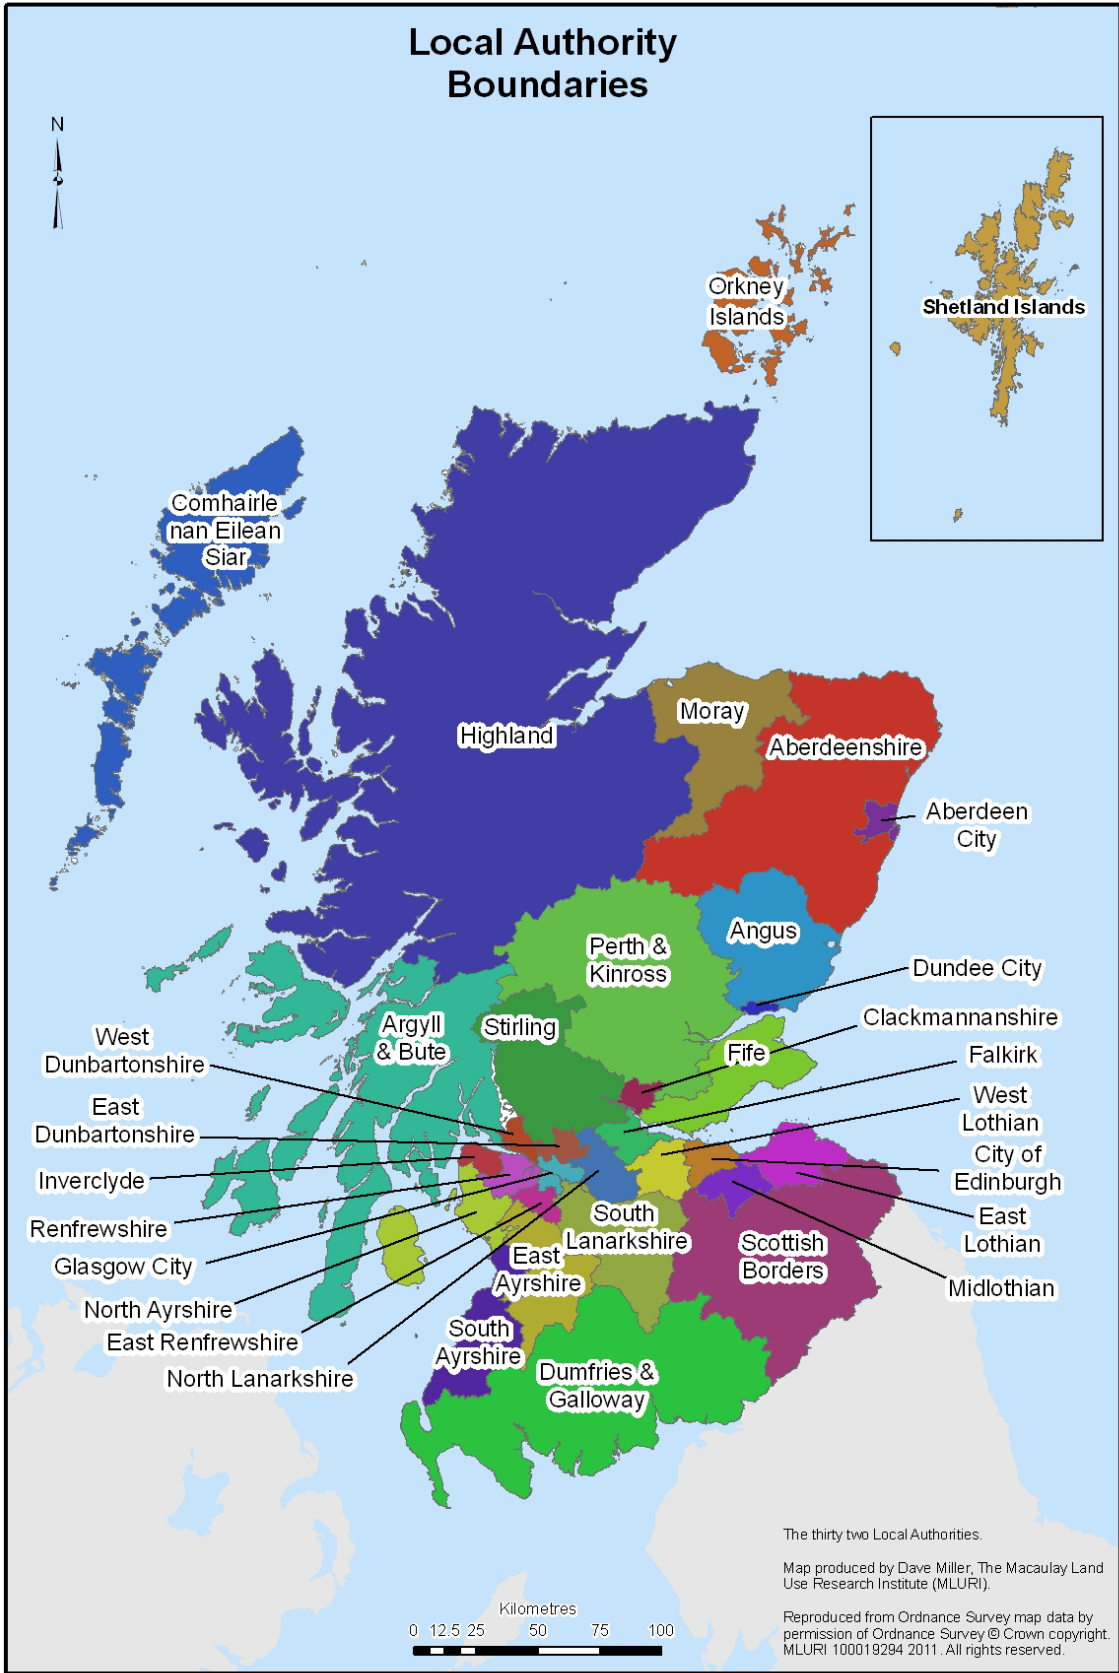 Local Authority
Boundaries
N
Orkney
Islands
Shetland Islands
Comhairle
nan Eilean
Siar
Highland
Moray
Aberdeenshire
Aberdeen
City
Angus
Perth &
Kinross
Dundee City
Stirling
Argyll
& Bute
Clackmannanshire
Fife
Falkirk
West
Dunbartonshire
West
Lothian
East
Dunbartonshire
City of
Edinburgh
Inverclyde
Renfrewshire
South
Lanarkshire
East
Lothian
Scottish
Borders
Glasgow City
East
Ayrshire
Midlothian
North Ayrshire
East Renfrewshire
South
Ayrshire
North Lanarkshire
Dumfries &
Galloway
The thirty two Local Authorities.
Map produced by Dave Miller, The Macaulay Land
Use Research Institute (MLURI).
Reproduced from Ordnance Survey map data by
permission of Ordnance Survey © Crown copyright.
MLURI 100019294 2011. All rights reserved.
Kilometres
0 12.5 25 50 75 100